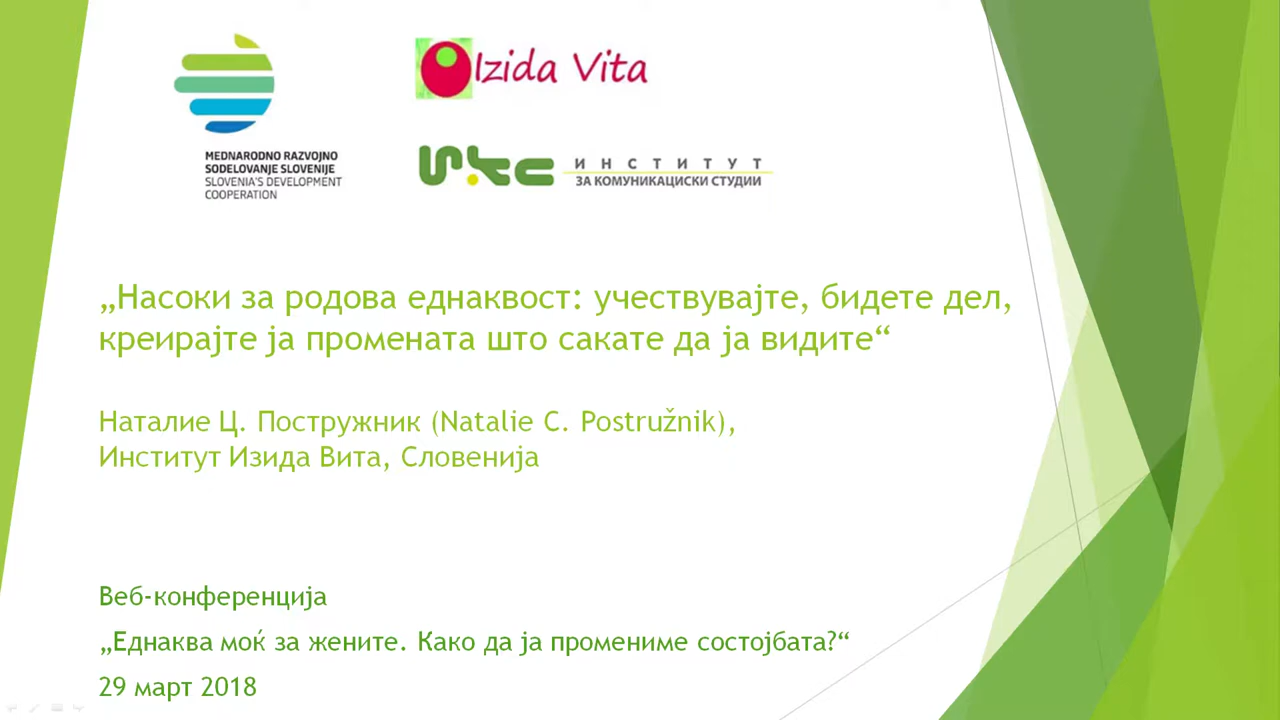 MEDNARODNO RAZVOJNO
SODELOVANJE SLOVENIJE
SLOVENIA'S DEVELOPMENT
COOPERATION
Izida Vita
ИНСТИТУТ
ЗА КОМУНИКАЦИСКИ СТУДИИ
„Насоки за родова еднаквост: учествувајте, бидете дел,
креирајте ја промената што сакате да ја видите“
Наталие Ц. Постружник (Natalie C. Postružnik),
Институт Изида Вита, Словенија
Веб-конференција
„Еднаква моќ за жените. Како да ја промениме состојбата?“
29 март 2018